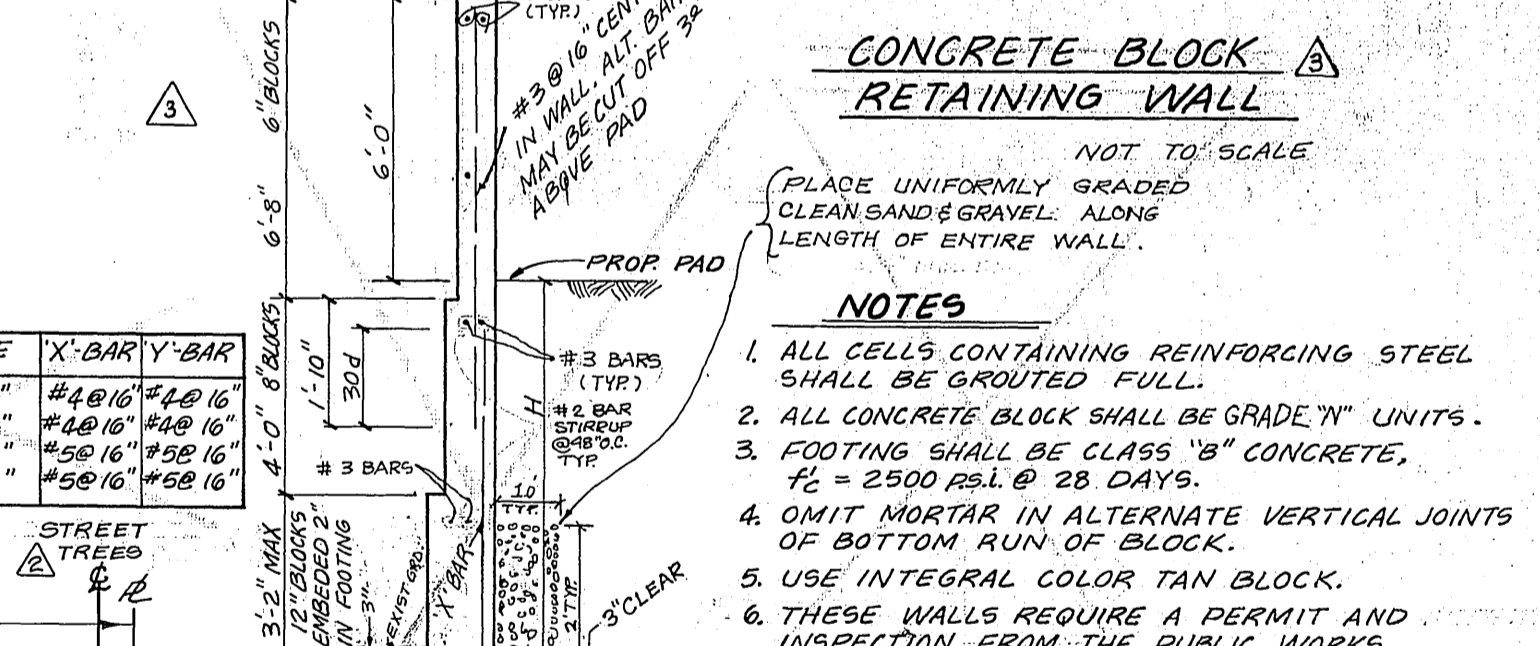 CONCRETE BLOCK 3
RETAINING WALL
NOT TO SCALE
PLACE UNIFORMLY GRADED
CLEAN SAND & GRAVEL ALONG
LENGTH OF ENTIRE WALL.
NOTES
1. ALL CELLS CONTAINING REINFORCING STEEL
SHALL BE GROUTED FULL.
2. ALL CONCRETE BLOCK SHALL BE GRADE "N" UNITS.
3. FOOTING SHALL BE CLASS "B" CONCRETE,
f'c = 2500 p.s.i. @ 28 DAYS.
4. OMIT MORTAR IN ALTERNATE VERTICAL JOINTS
OF BOTTOM RUN OF BLOCK.
5. USE INTEGRAL COLOR TAN BLOCK.
6. THESE WALLS REQUIRE A PERMIT AND
INSPECTION FROM THE PUBLIC WORKS
(TYP.)
#3 @ 16" CENT
IN WALL. ALT. BAR
MAY BE CUT OFF 32
ABOVE PAD
3
6" BLOCKS
6'-8"
6'-0"
PROP. PAD
8" BLOCKS
4'-0"
1'-10"
30d
#3 BARS
(TYP.)
H
#2 BAR
STIRRUP
@48"O.C.
TYP.
#3 BARS
1.0'
TYP.
3'-2" MAX
12" BLOCKS
EMBEDED 2"
IN FOOTING
3"
EXIST GRD.
'X' BAR
2' TYP.
3" CLEAR
E 'X'-BAR 'Y'-BAR
" #4@16" #4@16"
" #4@16" #4@16"
" #5@16" #5@16"
" #5@16" #5@16"
STREET
TREES
2